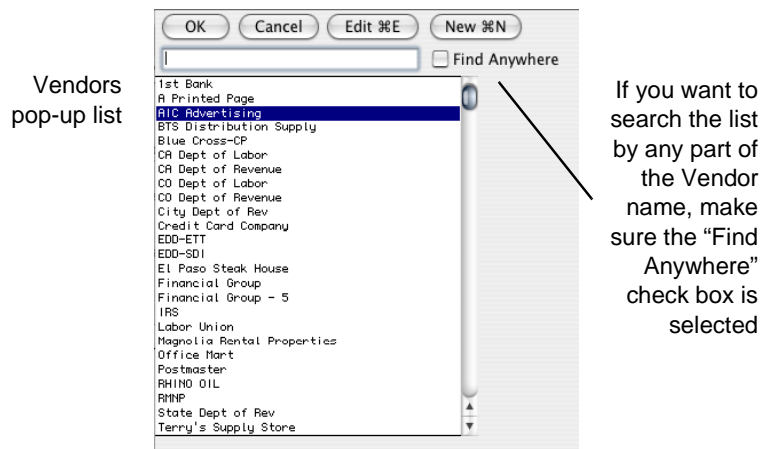 OK Cancel Edit ⌘E New ⌘N
Find Anywhere
Vendors
pop-up list
1st Bank
A Printed Page
AIC Advertising
BTS Distribution Supply
Blue Cross-CP
CA Dept of Labor
CA Dept of Revenue
CO Dept of Labor
CO Dept of Revenue
City Dept of Rev
Credit Card Company
EDD-ETT
EDD-SDI
El Paso Steak House
Financial Group
Financial Group - 5
IRS
Labor Union
Magnolia Rental Properties
Office Mart
Postmaster
RHINO OIL
RMNP
State Dept of Rev
Terry's Supply Store
If you want to
search the list
by any part of
the Vendor
name, make
sure the “Find
Anywhere”
check box is
selected